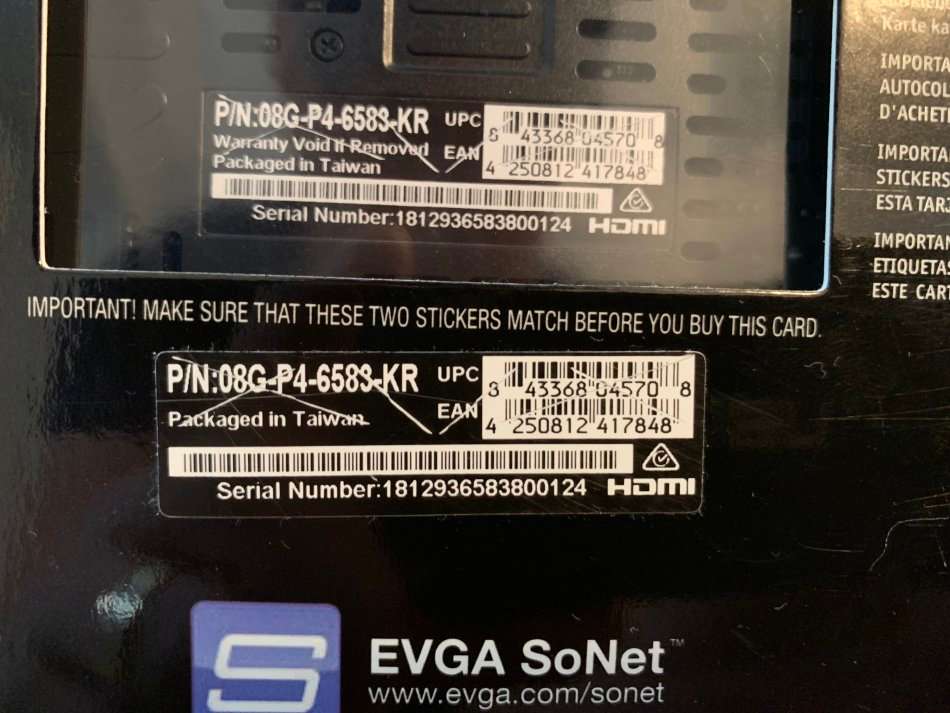 P/N:08G-P4-6583-KR UPC
8 43368 04570 8
Warranty Void If Removed
EAN
Packaged in Taiwan
4 250812 417848
Serial Number:1812936583800124 HDMI
IMPORTANT! MAKE SURE THAT THESE TWO STICKERS MATCH BEFORE YOU BUY THIS CARD.
P/N:08G-P4-6583-KR UPC
8 43368 04570 8
Packaged in Taiwan
EAN
4 250812 417848
Serial Number:1812936583800124 HDMI
S
EVGA SoNet™
www.evga.com/sonet
Karte ka
IMPORTA
AUTOCOL
D'ACHETE
IMPORTA
STICKERS
ESTA TARJ
IMPORTAN
ETIQUETAS
ESTE CART